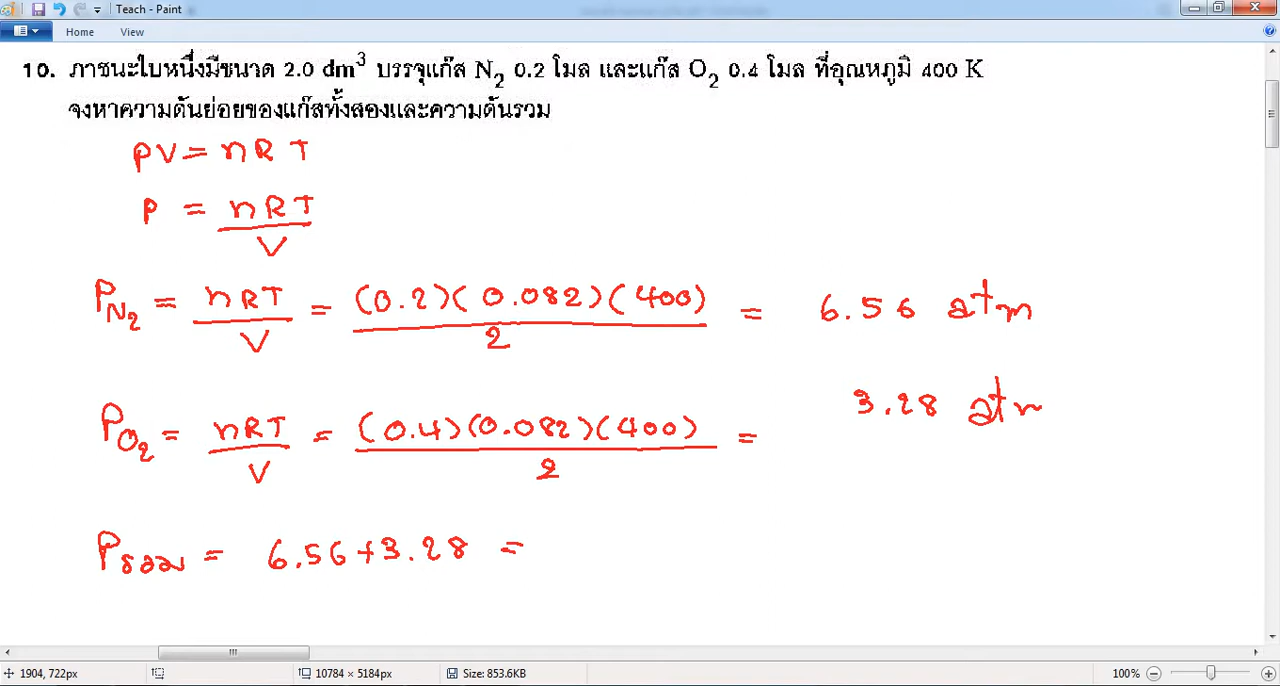 Teach - Paint
Home View
10. ภาชนะใบหนึ่งมีขนาด 2.0 dm³ บรรจุแก๊ส N₂ 0.2 โมล และแก๊ส O₂ 0.4 โมล ที่อุณหภูมิ 400 K
จงหาความดันย่อยของแก๊สทั้งสองและความดันรวม
PV = nRT
P = nRT / V
P N₂ = nRT / V = (0.2)(0.082)(400) / 2 = 6.56 atm
3.28 atm
P O₂ = nRT / V = (0.4)(0.082)(400) / 2 =
P รวม = 6.56 + 3.28 =
1904, 722px 10784 × 5184px Size: 853.6KB 100%